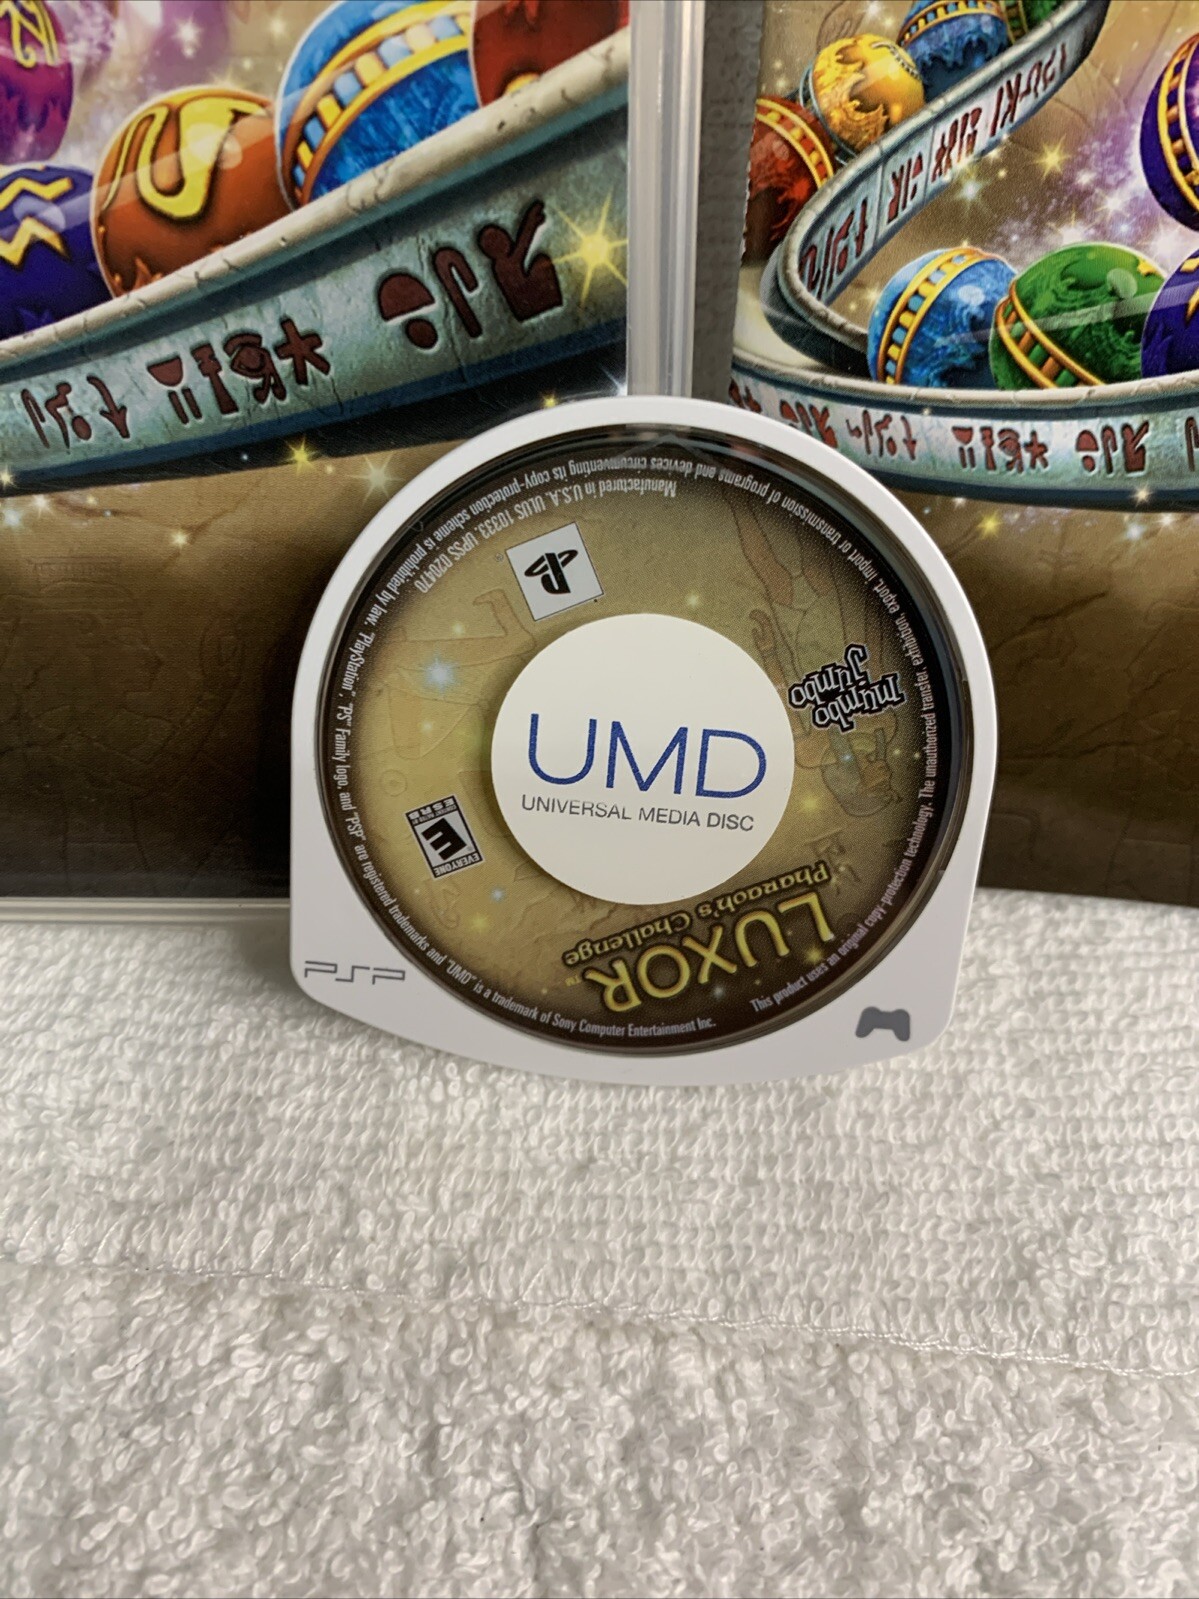 Manufactured in U.S.A. ULUS 10333, UPSS 020470
import or transmission of programs and devices circumventing its copy-protection scheme is prohibited by law. "PlayStation", "PS" Family logo, and "PSP" are registered trademarks and "UMD" is a trademark of Sony Computer Entertainment Inc.
mumbo
jumbo
UMD
UNIVERSAL MEDIA DISC
EVERYONE
E
ESRB
LUXOR™
Pharaoh's Challenge
This product uses an original copy-protection technology. The unauthorized transfer, exhibition, export,
PSP